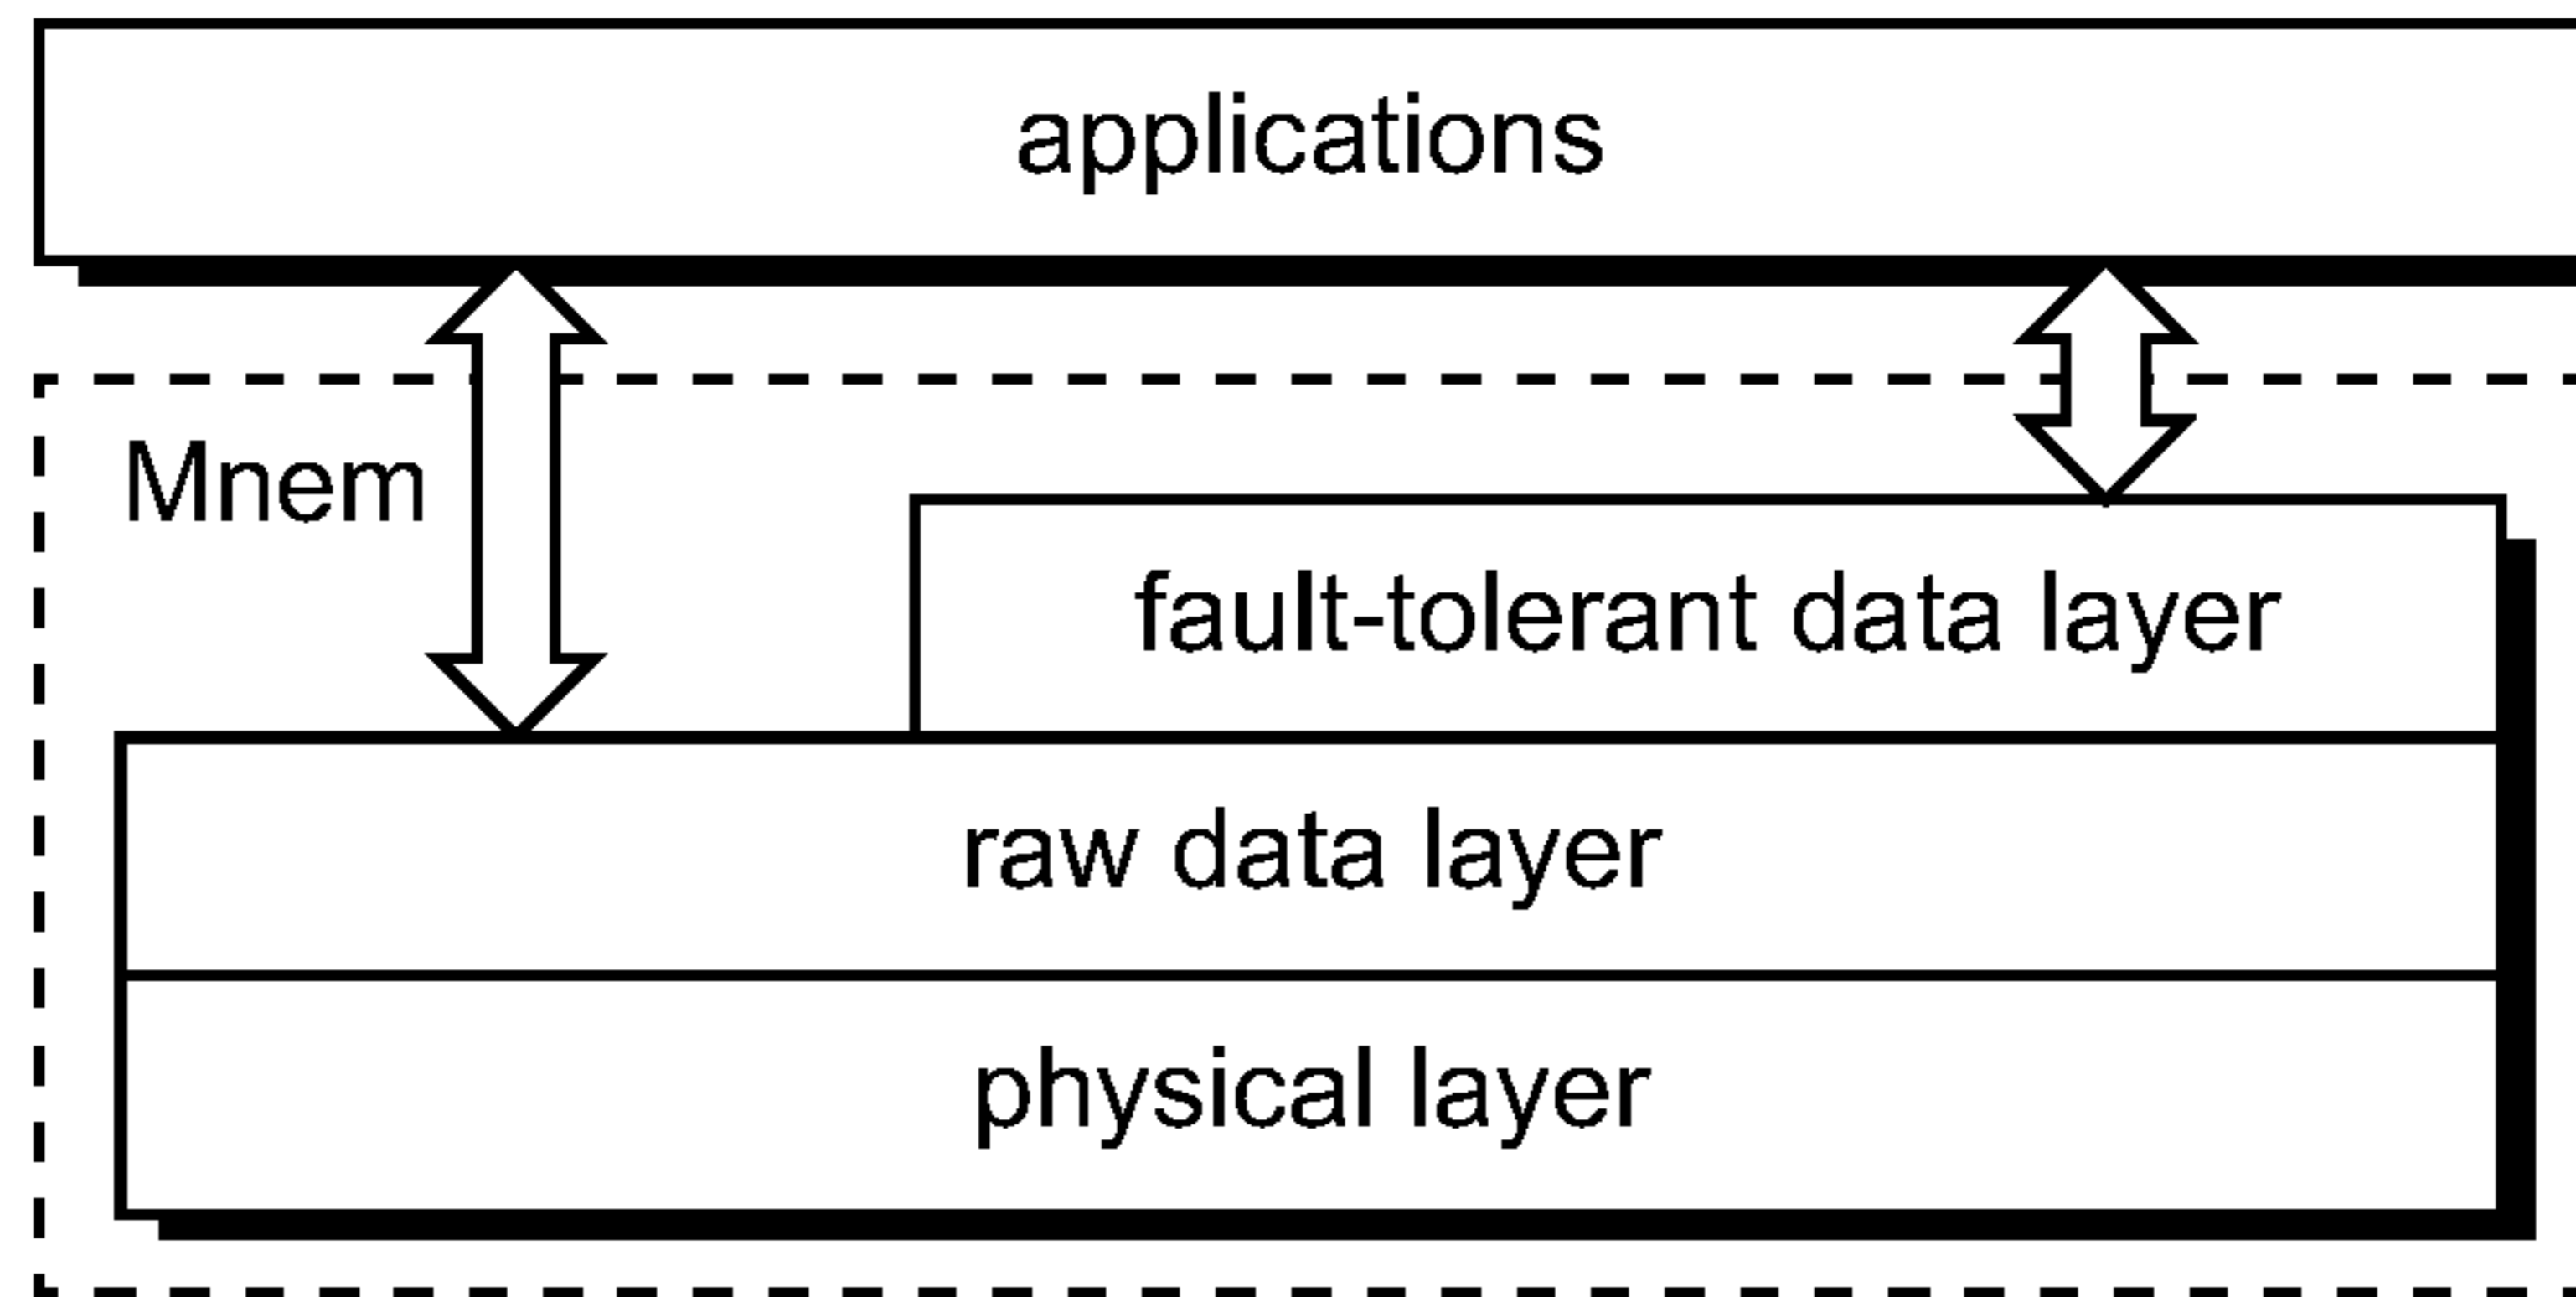 applications
Mnem
fault-tolerant data layer
raw data layer
physical layer